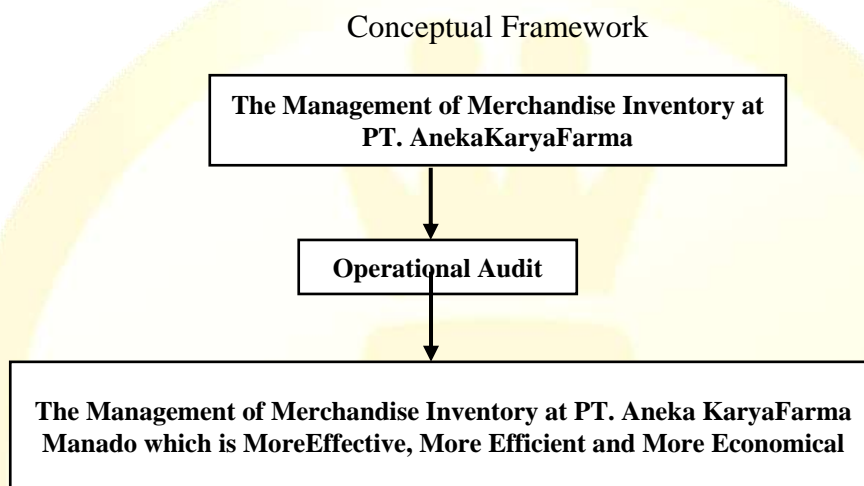 Conceptual Framework
The Management of Merchandise Inventory at
PT. AnekaKaryaFarma
Operational Audit
The Management of Merchandise Inventory at PT. Aneka KaryaFarma
Manado which is MoreEffective, More Efficient and More Economical